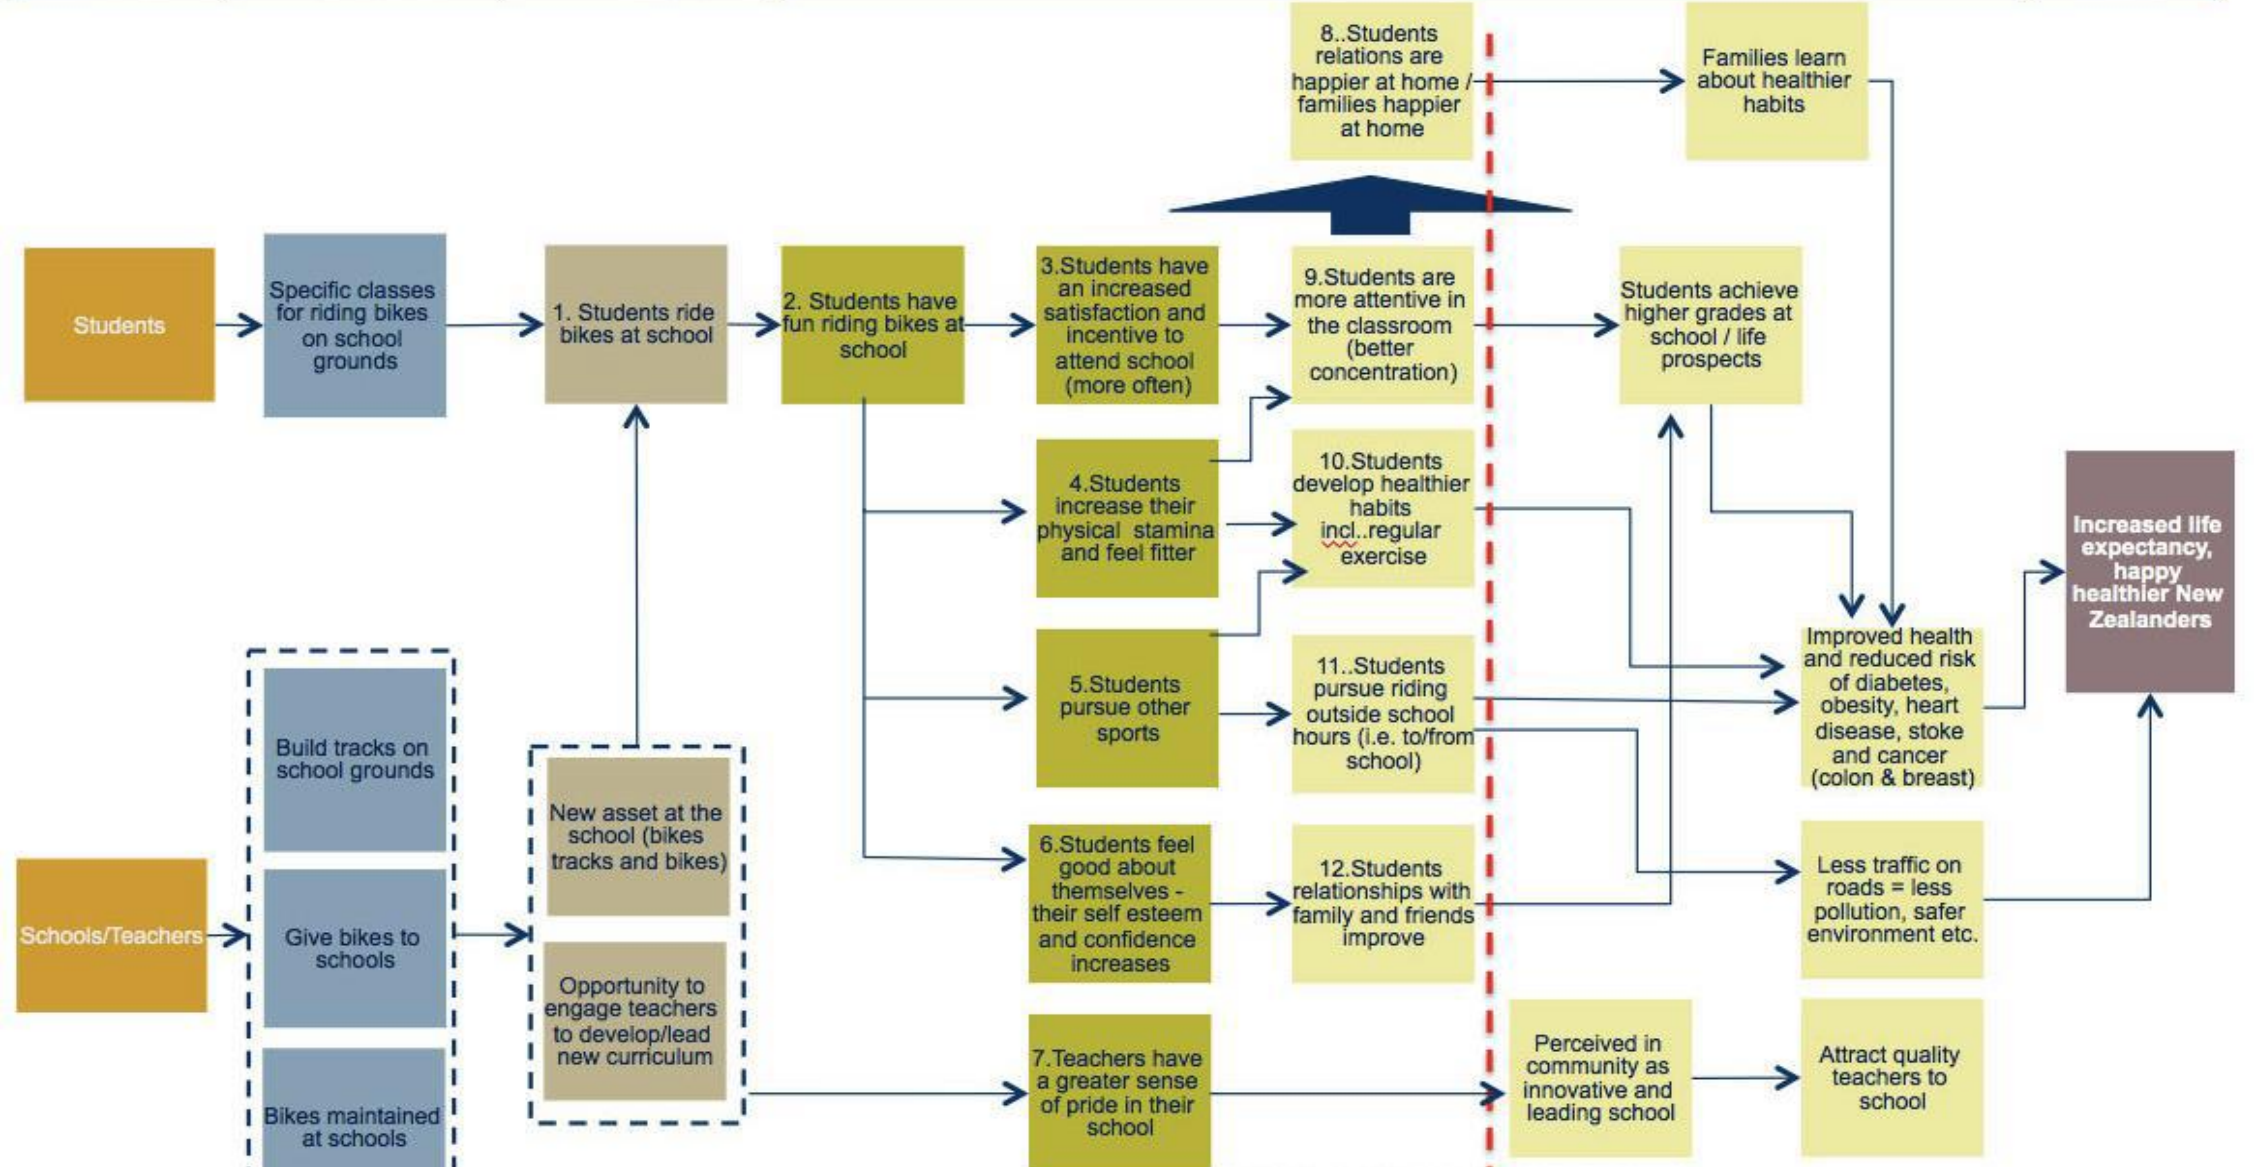 8..Students
relations are
happier at home /
families happier
at home
Families learn
about healthier
habits
Students
Specific classes
for riding bikes
on school
grounds
1. Students ride
bikes at school
2. Students have
fun riding bikes at
school
3.Students have
an increased
satisfaction and
incentive to
attend school
(more often)
9.Students are
more attentive in
the classroom
(better
concentration)
Students achieve
higher grades at
school / life
prospects
4.Students
increase their
physical stamina
and feel fitter
10.Students
develop healthier
habits
incl..regular
exercise
Increased life
expectancy,
happy
healthier New
Zealanders
5.Students
pursue other
sports
11..Students
pursue riding
outside school
hours (i.e. to/from
school)
Improved health
and reduced risk
of diabetes,
obesity, heart
disease, stoke
and cancer
(colon & breast)
Build tracks on
school grounds
New asset at the
school (bikes
tracks and bikes)
6.Students feel
good about
themselves -
their self esteem
and confidence
increases
12.Students
relationships with
family and friends
improve
Less traffic on
roads = less
pollution, safer
environment etc.
Schools/Teachers
Give bikes to
schools
Opportunity to
engage teachers
to develop/lead
new curriculum
Bikes maintained
at schools
7.Teachers have
a greater sense
of pride in their
school
Perceived in
community as
innovative and
leading school
Attract quality
teachers to
school